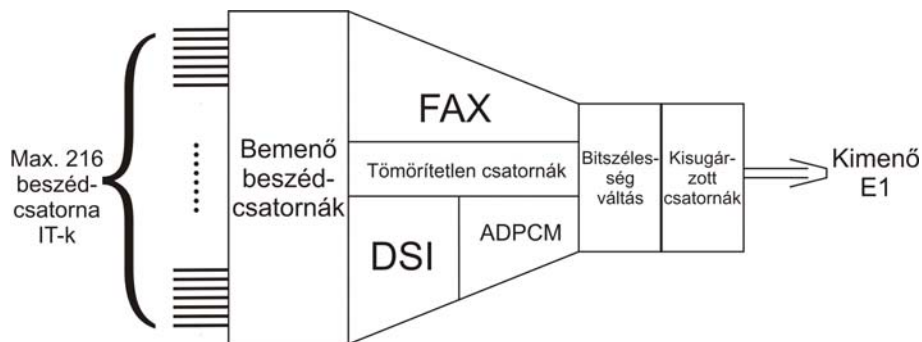 Max. 216
beszéd-
csatorna
IT-k
Bemenő
beszéd-
csatornák
FAX
Tömörítetlen csatornák
DSI
ADPCM
Bitszéles-
ség
váltás
Kisugár-
zott
csatornák
Kimenő
E1